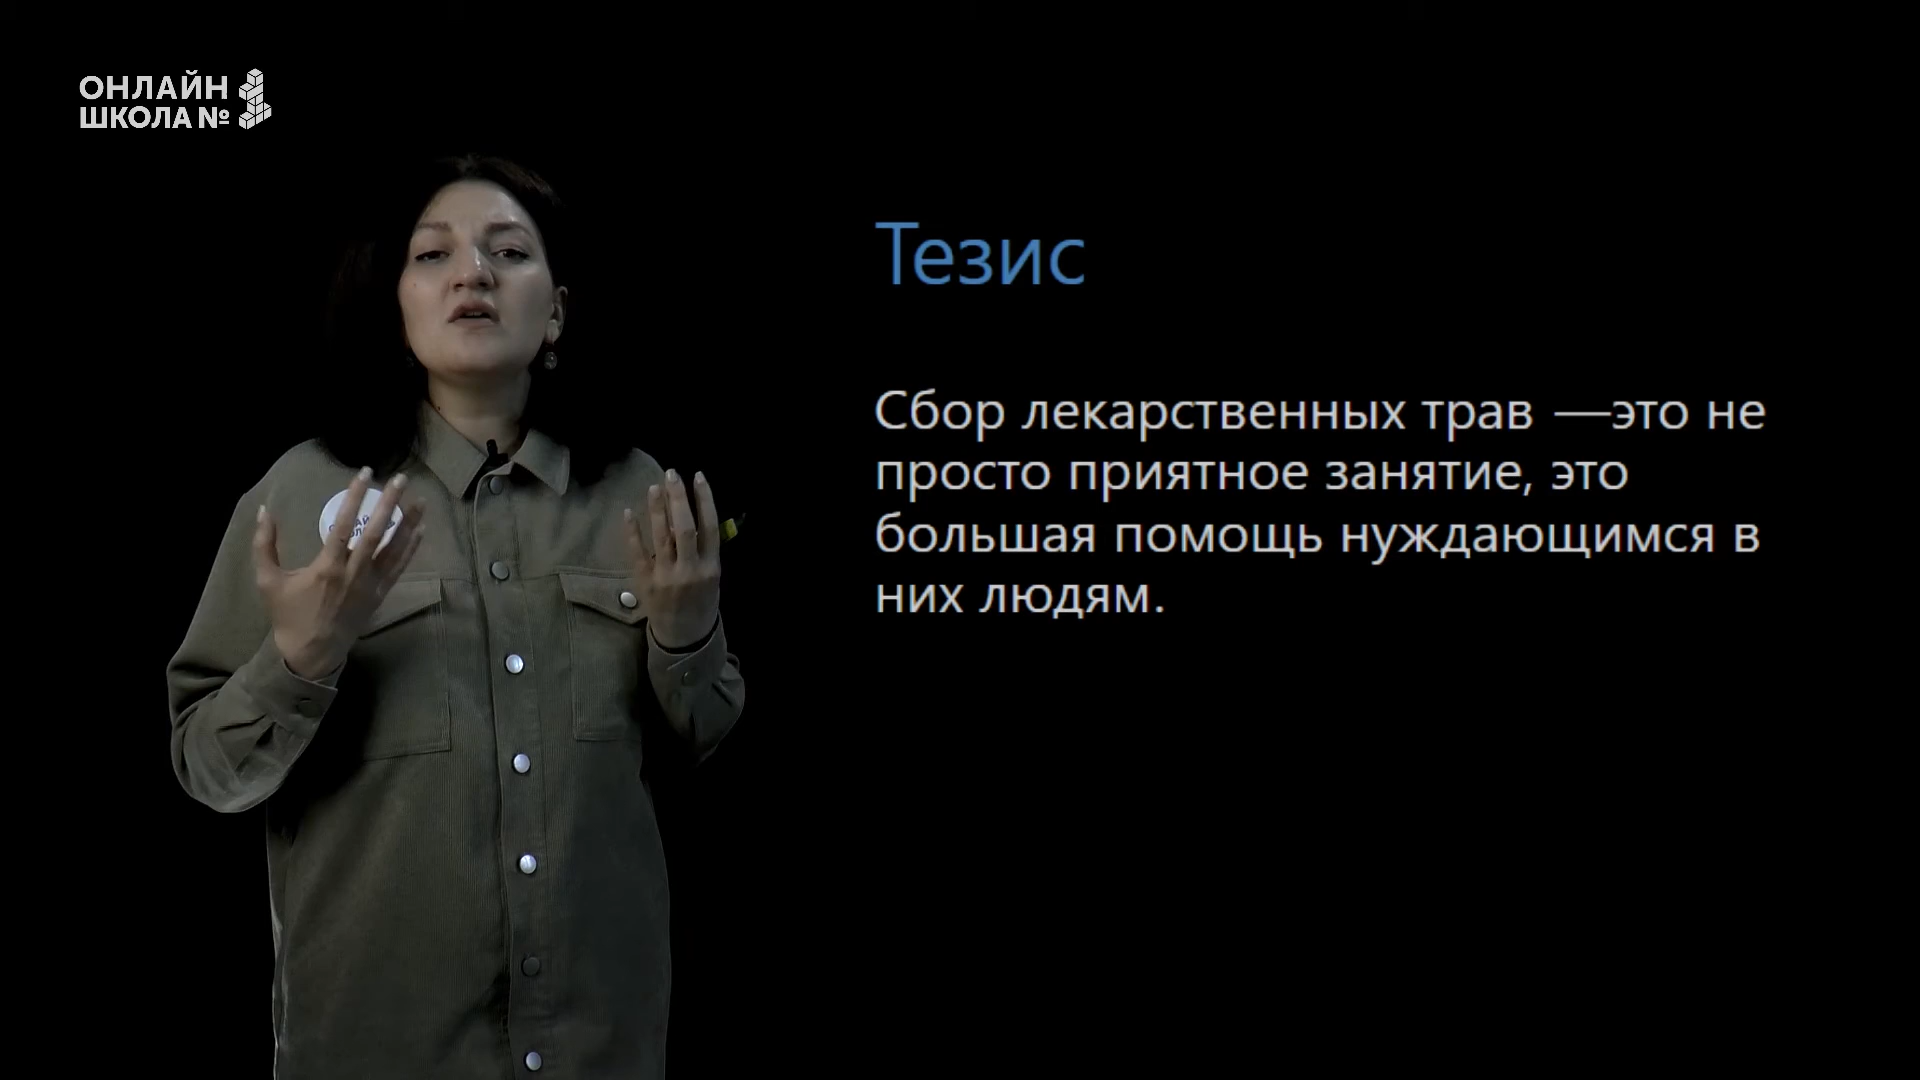 ОНЛАЙН
ШКОЛА №
Тезис
Сбор лекарственных трав —это не
просто приятное занятие, это
большая помощь нуждающимся в
них людям.